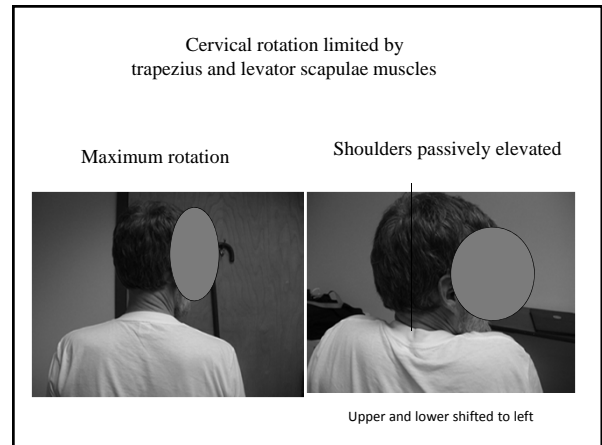 Cervical rotation limited by
trapezius and levator scapulae muscles
Maximum rotation
Shoulders passively elevated
Upper and lower shifted to left